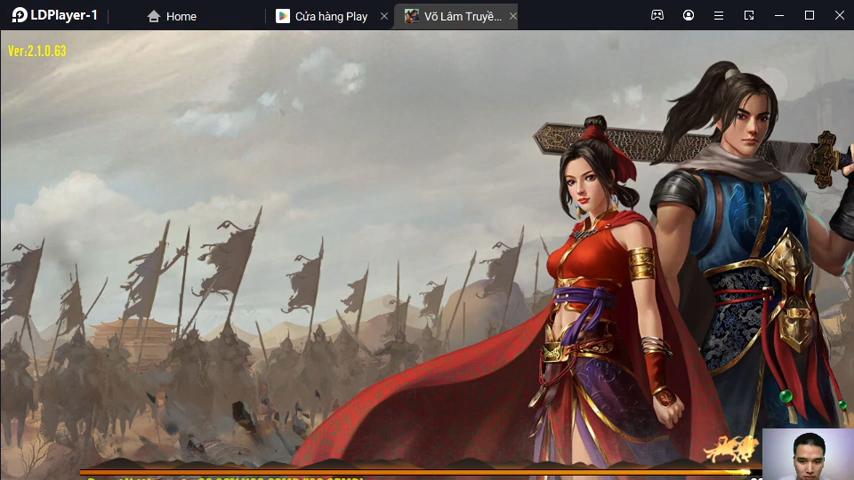 LDPlayer-1
Home
Cửa hàng Play
Võ Lâm Truyề...
Ver:2.1.0.63